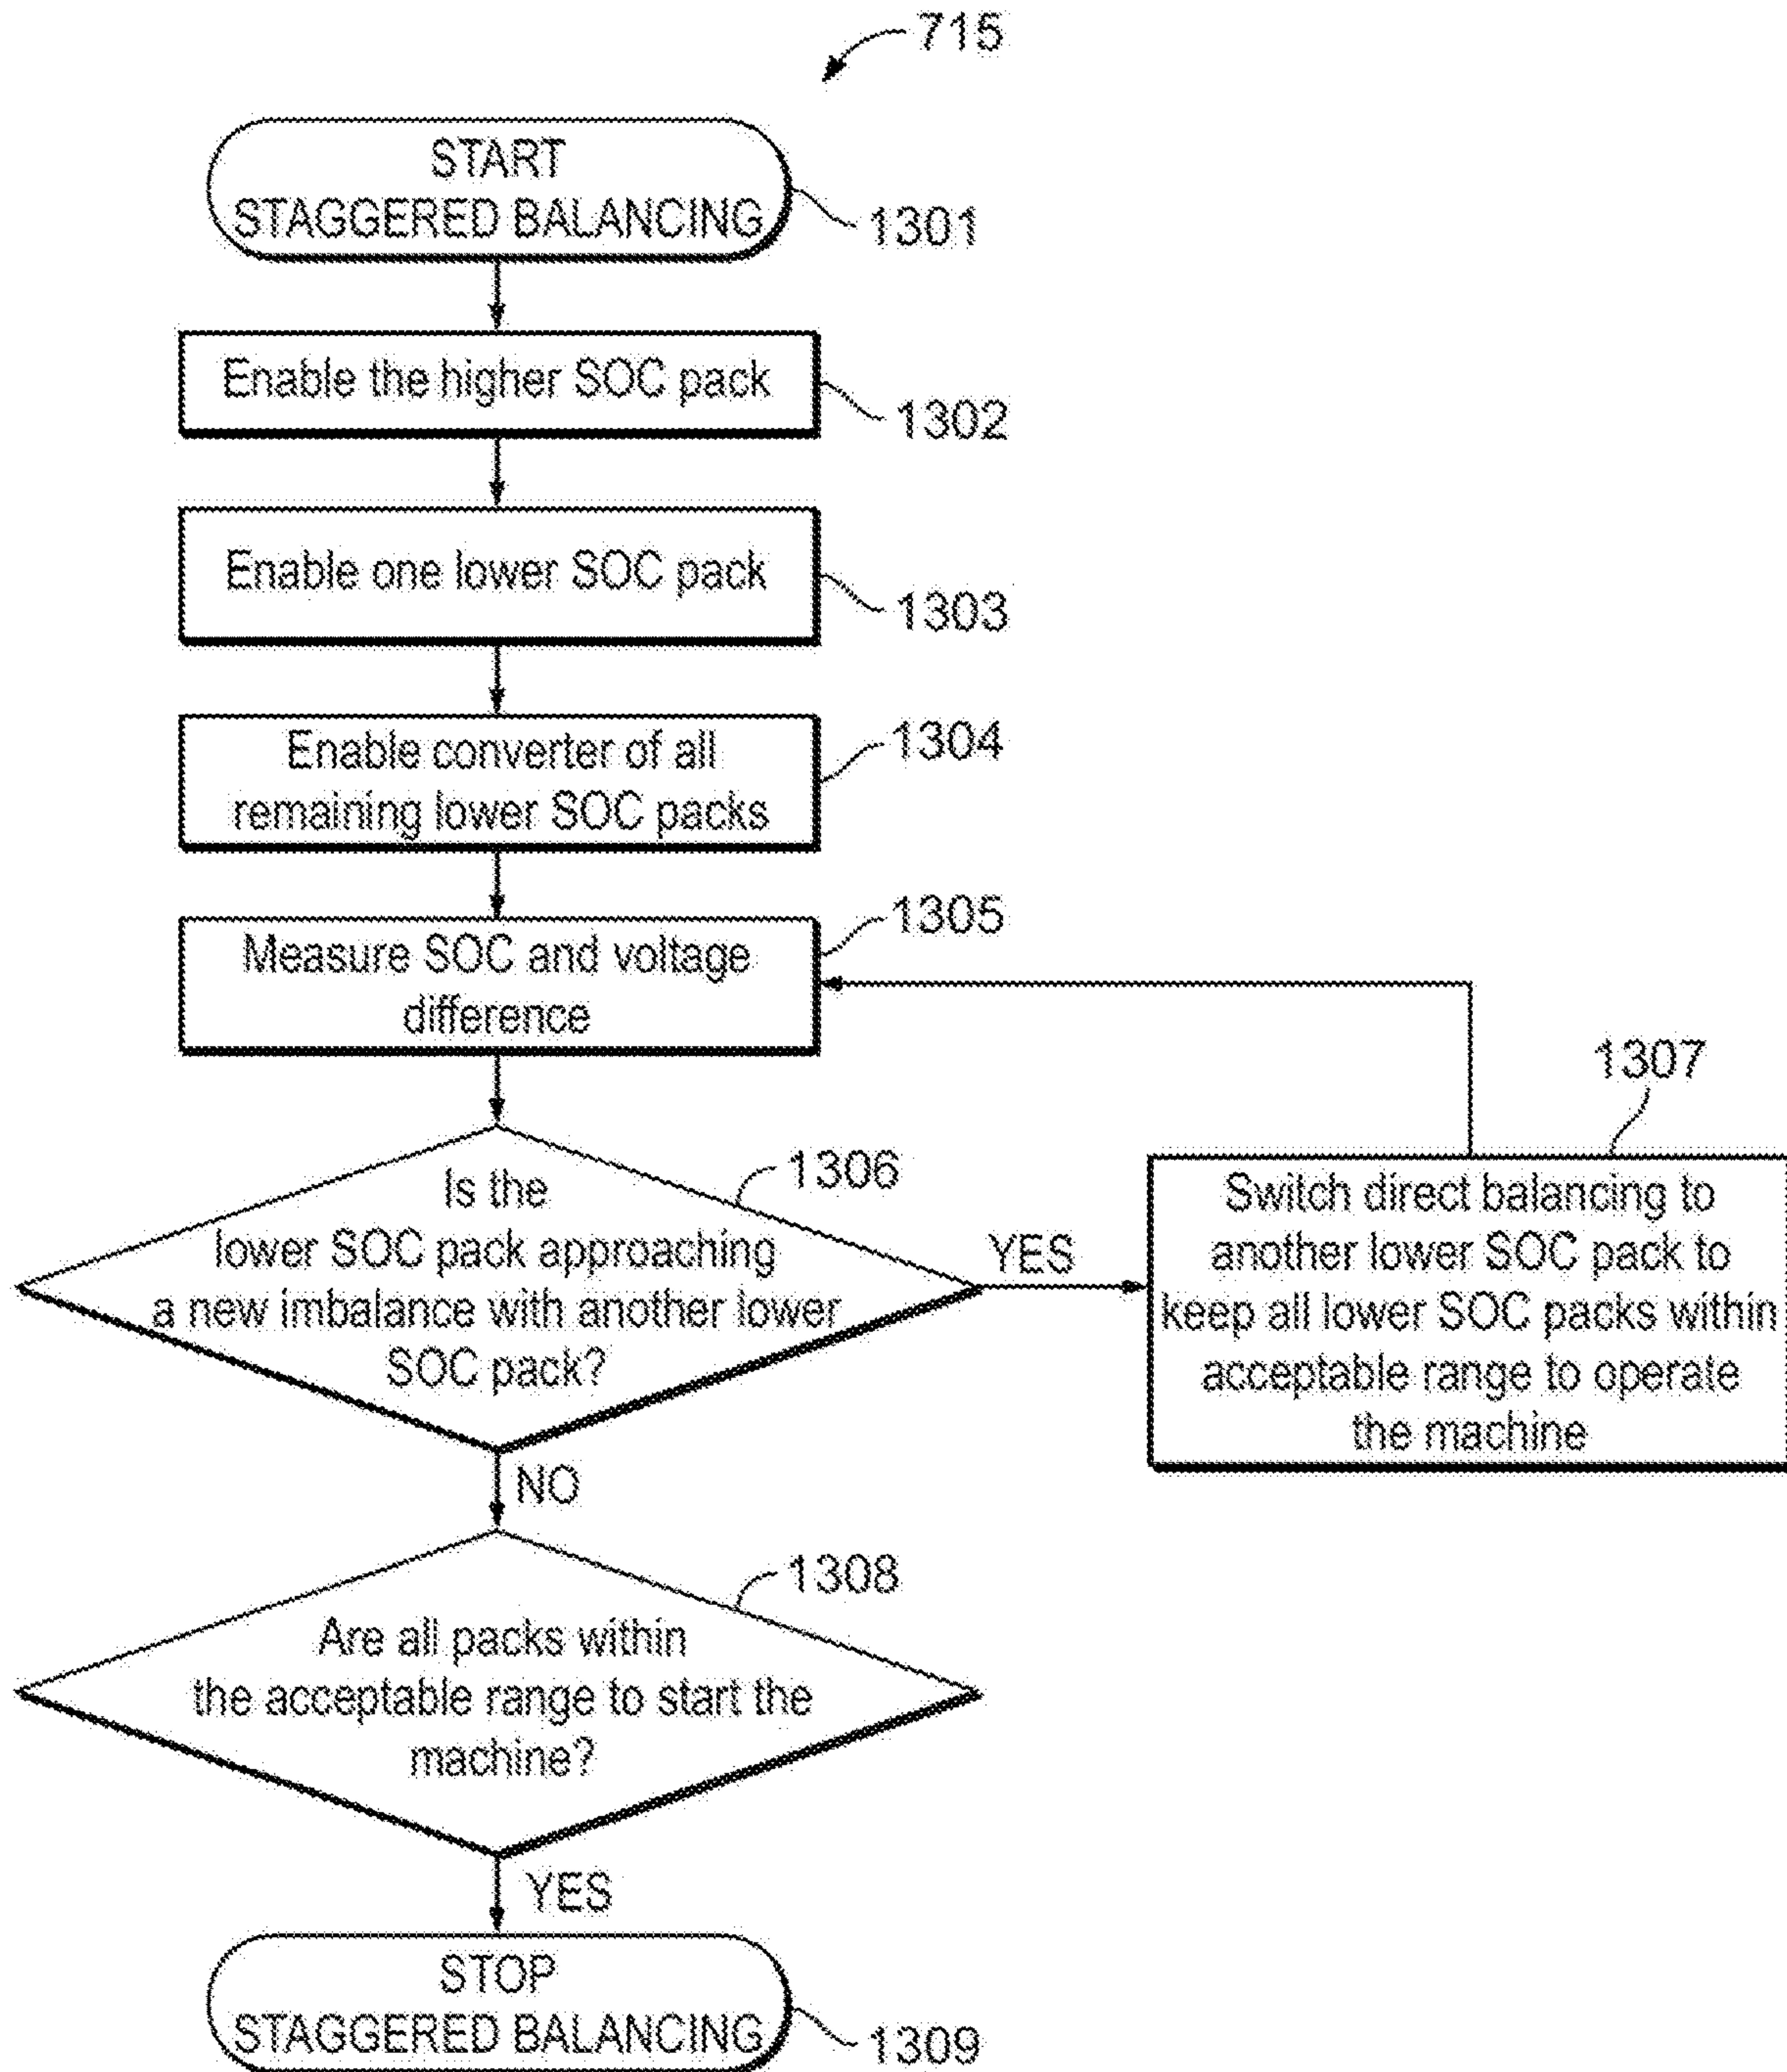 715
START
STAGGERED BALANCING
1301
Enable the higher SOC pack
1302
Enable one lower SOC pack
1303
Enable converter of all
remaining lower SOC packs
1304
Measure SOC and voltage
difference
1305
Is the
lower SOC pack approaching
a new imbalance with another lower
SOC pack?
1306
YES
1307
Switch direct balancing to
another lower SOC pack to
keep all lower SOC packs within
acceptable range to operate
the machine
NO
Are all packs within
the acceptable range to start the
machine?
1308
YES
STOP
STAGGERED BALANCING
1309